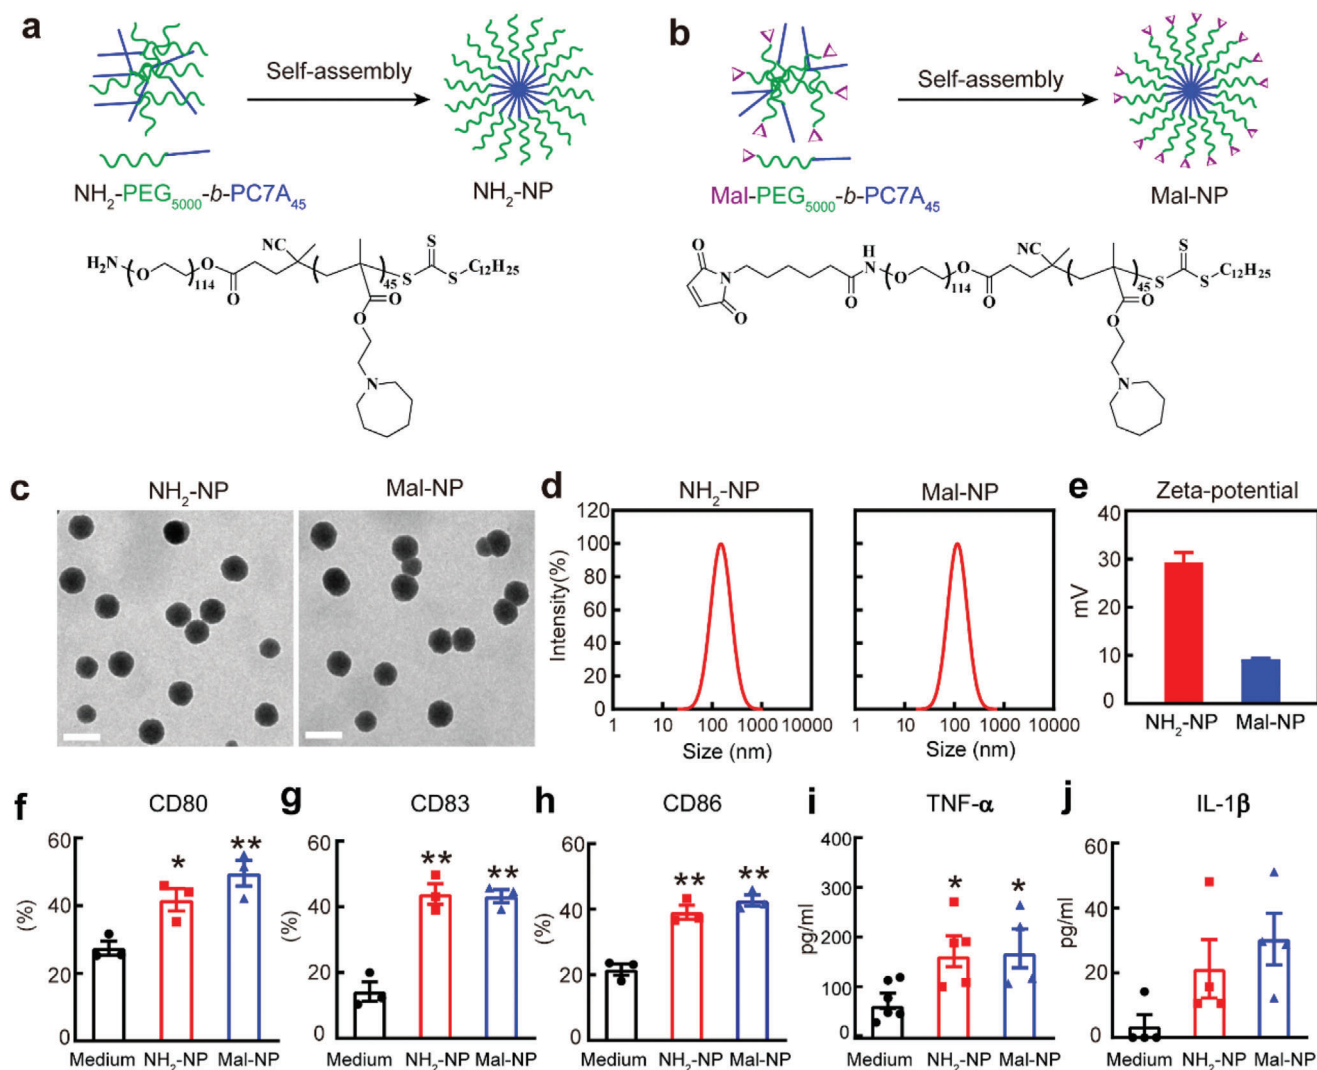 a
Self-assembly
NH₂-PEG₅₀₀₀-b-PC7A₄₅
NH₂-NP
H₂N
O
114
O
O
NC
45
S
S
S
C₁₂H₂₅
O
O
N
b
Self-assembly
Mal-PEG₅₀₀₀-b-PC7A₄₅
Mal-NP
O
N
O
O
H
N
O
114
O
O
NC
45
S
S
S
C₁₂H₂₅
O
O
N
c
NH₂-NP
Mal-NP
d
NH₂-NP
Mal-NP
Intensity(%)
120
100
80
60
40
20
0
1
10
100
1000
10000
Size (nm)
1
10
100
1000
10000
Size (nm)
e
Zeta-potential
mV
40
30
20
10
0
NH₂-NP
Mal-NP
f
CD80
(%)
60
40
20
0
*
**
Medium
NH₂-NP
Mal-NP
g
CD83
(%)
60
40
20
0
**
**
Medium
NH₂-NP
Mal-NP
h
CD86
(%)
60
40
20
0
**
**
Medium
NH₂-NP
Mal-NP
i
TNF-α
pg/ml
400
300
200
100
0
*
*
Medium
NH₂-NP
Mal-NP
j
IL-1β
pg/ml
60
40
20
0
Medium
NH₂-NP
Mal-NP